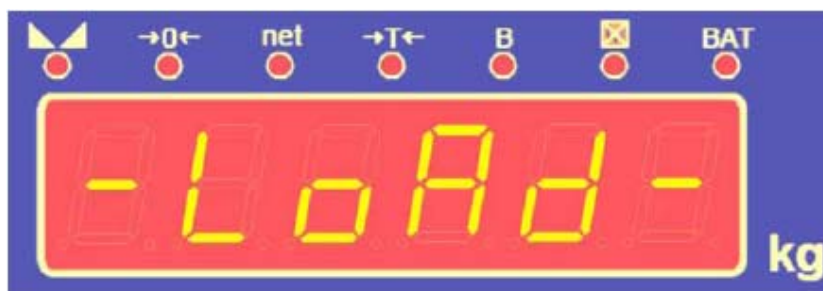 →0← net →T← B BAT
-LoAd-
kg